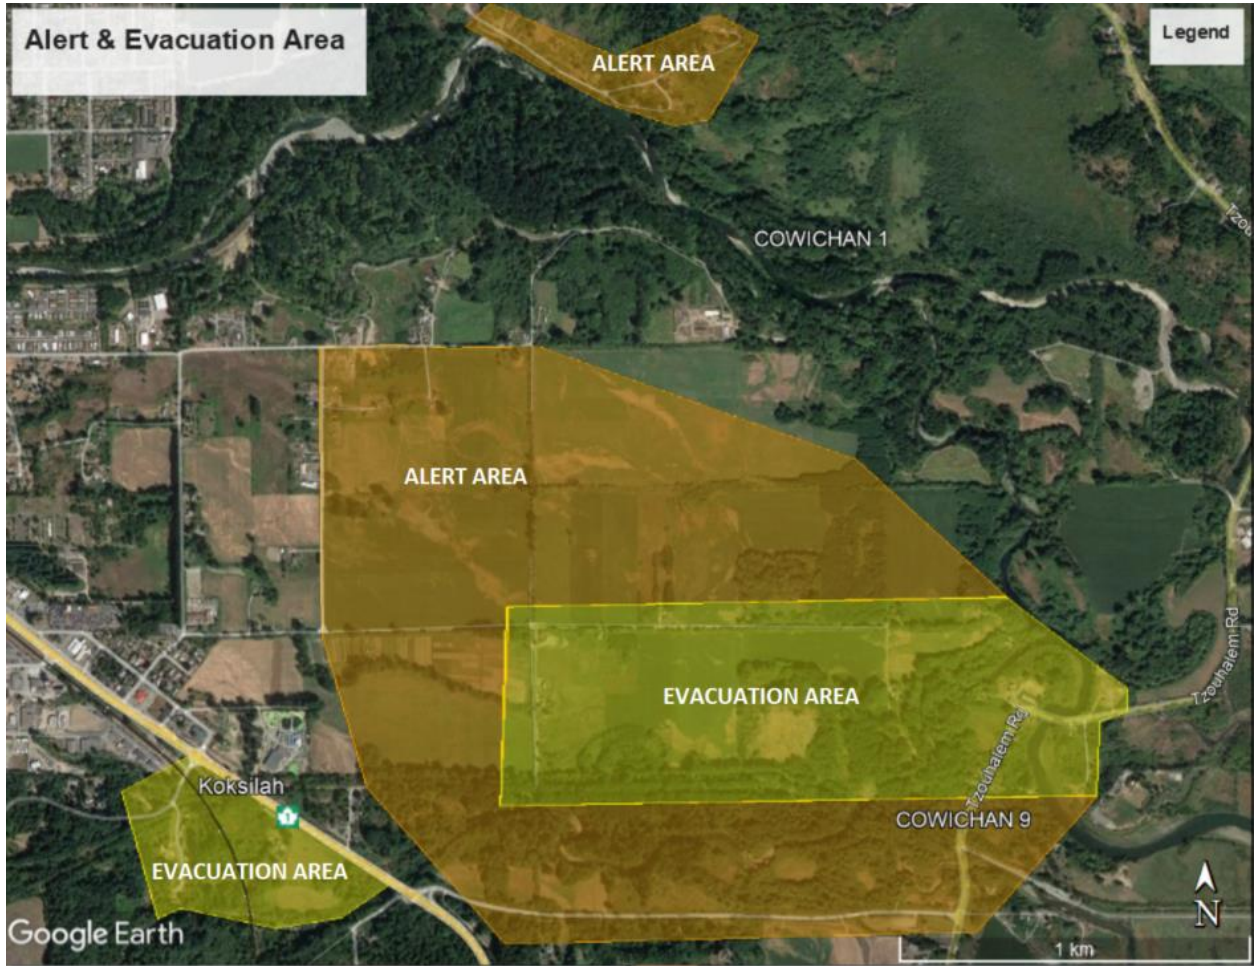 Alert & Evacuation Area
Legend
ALERT AREA
Tzou
COWICHAN 1
ALERT AREA
Tzouhalem Rd
EVACUATION AREA
Tzouhalem Rd
Koksilah
1
COWICHAN 9
EVACUATION AREA
Google Earth
N
1 km